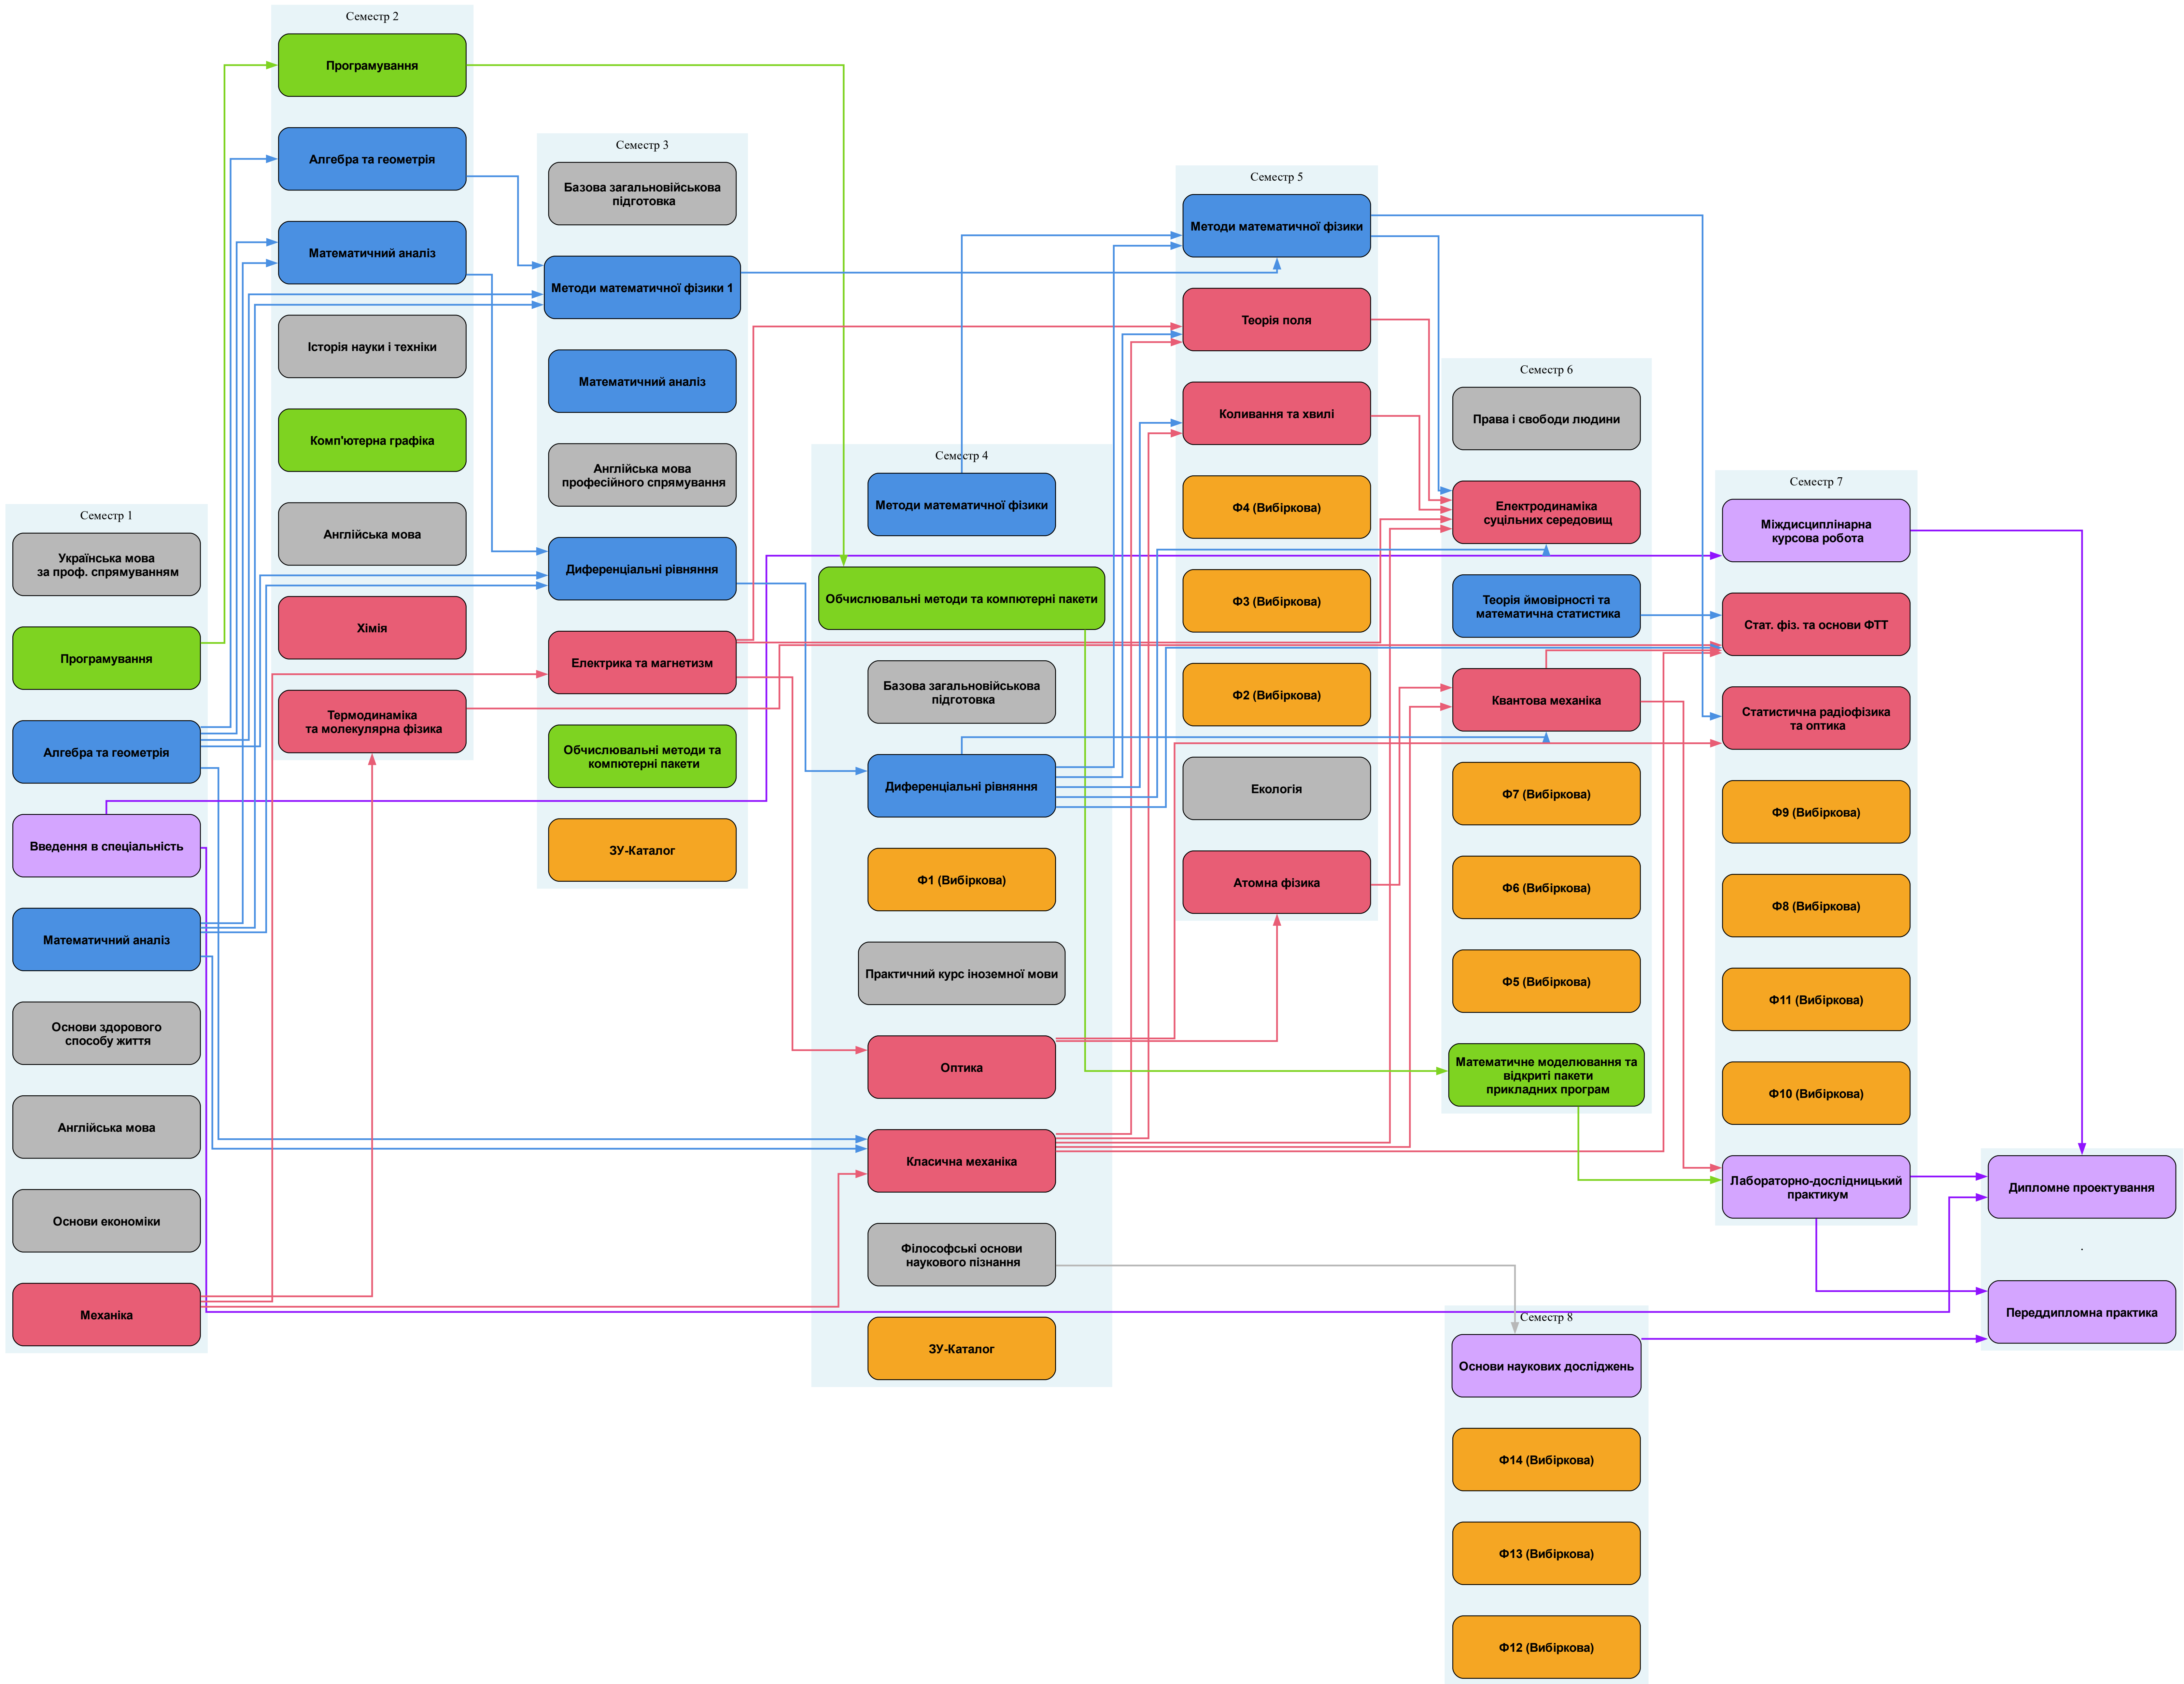 Семестр 1
Українська мова
за проф. спрямуванням
Програмування
Алгебра та геометрія
Введення в спеціальність
Математичний аналіз
Основи здорового
способу життя
Англійська мова
Основи економіки
Механіка
Семестр 2
Програмування
Алгебра та геометрія
Математичний аналіз
Історія науки і техніки
Комп'ютерна графіка
Англійська мова
Хімія
Термодинаміка
та молекулярна фізика
Семестр 3
Базова загальновійськова
підготовка
Методи математичної фізики 1
Математичний аналіз
Англійська мова
професійного спрямування
Диференціальні рівняння
Електрика та магнетизм
Обчислювальні методи та
компютерні пакети
ЗУ-Каталог
Семестр 4
Методи математичної фізики
Обчислювальні методи та компютерні пакети
Базова загальновійськова
підготовка
Диференціальні рівняння
Ф1 (Вибіркова)
Практичний курс іноземної мови
Оптика
Класична механіка
Філософські основи
наукового пізнання
ЗУ-Каталог
Семестр 5
Методи математичної фізики
Теорія поля
Коливання та хвилі
Ф4 (Вибіркова)
Ф3 (Вибіркова)
Ф2 (Вибіркова)
Екологія
Атомна фізика
Семестр 6
Права і свободи людини
Електродинаміка
суцільних середовищ
Теорія ймовірності та
математична статистика
Квантова механіка
Ф7 (Вибіркова)
Ф6 (Вибіркова)
Ф5 (Вибіркова)
Математичне моделювання та
відкриті пакети
прикладних програм
Семестр 7
Міждисциплінарна
курсова робота
Стат. фіз. та основи ФТТ
Статистична радіофізика
та оптика
Ф9 (Вибіркова)
Ф8 (Вибіркова)
Ф11 (Вибіркова)
Ф10 (Вибіркова)
Лабораторно-дослідницький
практикум
Семестр 8
Основи наукових досліджень
Ф14 (Вибіркова)
Ф13 (Вибіркова)
Ф12 (Вибіркова)
Дипломне проектування
.
Переддипломна практика